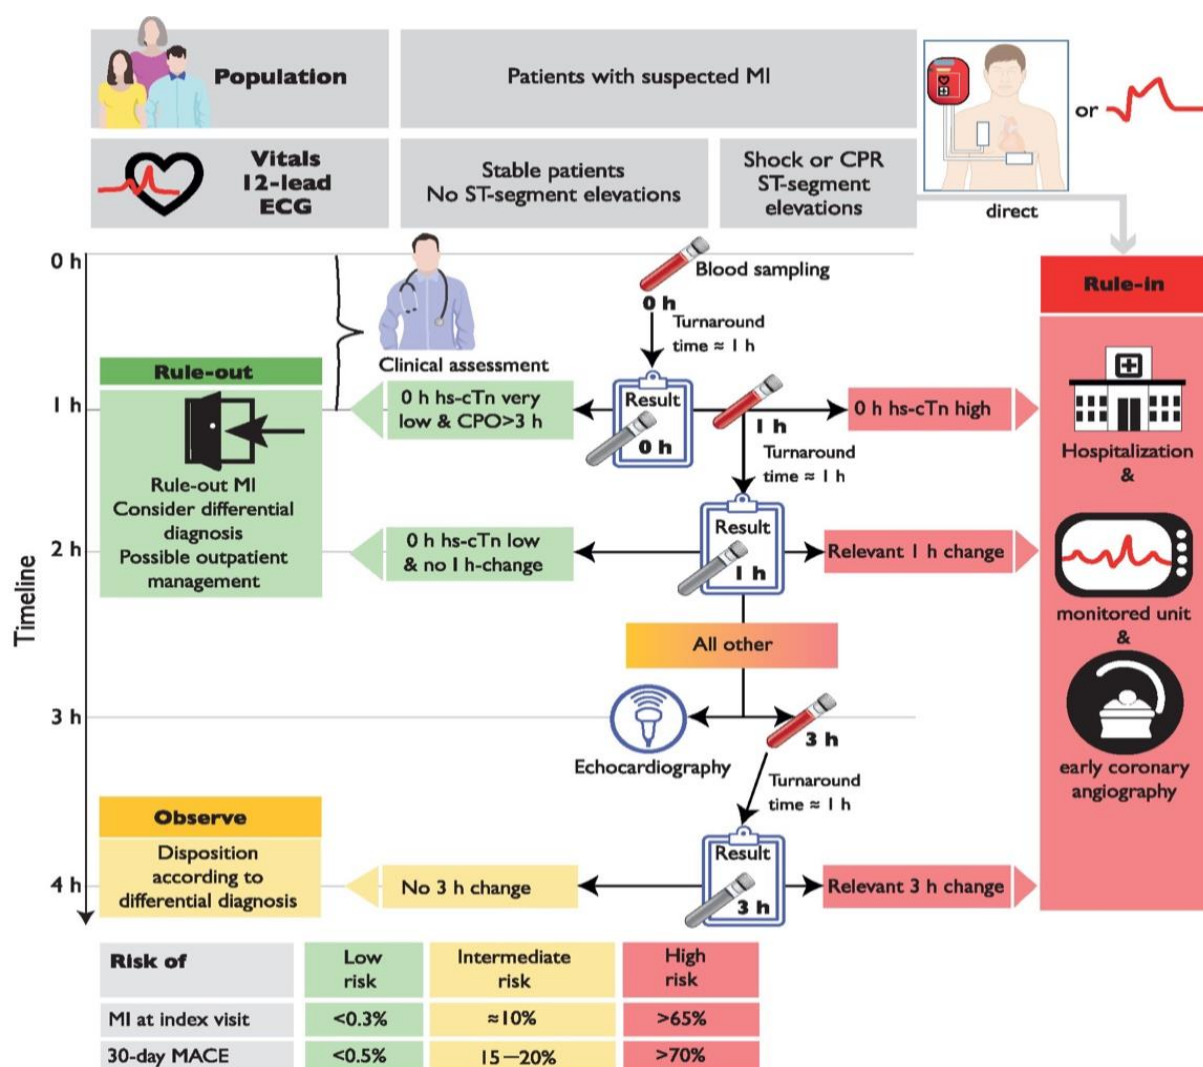 Population
Patients with suspected MI
or
Vitals
12-lead
ECG
Stable patients
No ST-segment elevations
Shock or CPR
ST-segment
elevations
direct
Timeline
0 h
Blood sampling
0 h
Turnaround
time ≈ 1 h
Clinical assessment
Rule-in
Rule-out
1 h
0 h hs-cTn very
low & CPO>3 h
Result
0 h
1 h
0 h hs-cTn high
Turnaround
time ≈ 1 h
Hospitalization
&
Rule-out MI
Consider differential
diagnosis
Possible outpatient
management
2 h
0 h hs-cTn low
& no 1 h-change
Result
1 h
Relevant 1 h change
monitored unit
&
All other
3 h
Echocardiography
3 h
Turnaround
time ≈ 1 h
early coronary
angiography
Observe
Disposition
according to
differential diagnosis
4 h
No 3 h change
Result
3 h
Relevant 3 h change
Risk of
Low
risk
Intermediate
risk
High
risk
MI at index visit
<0.3%
≈10%
>65%
30-day MACE
<0.5%
15—20%
>70%